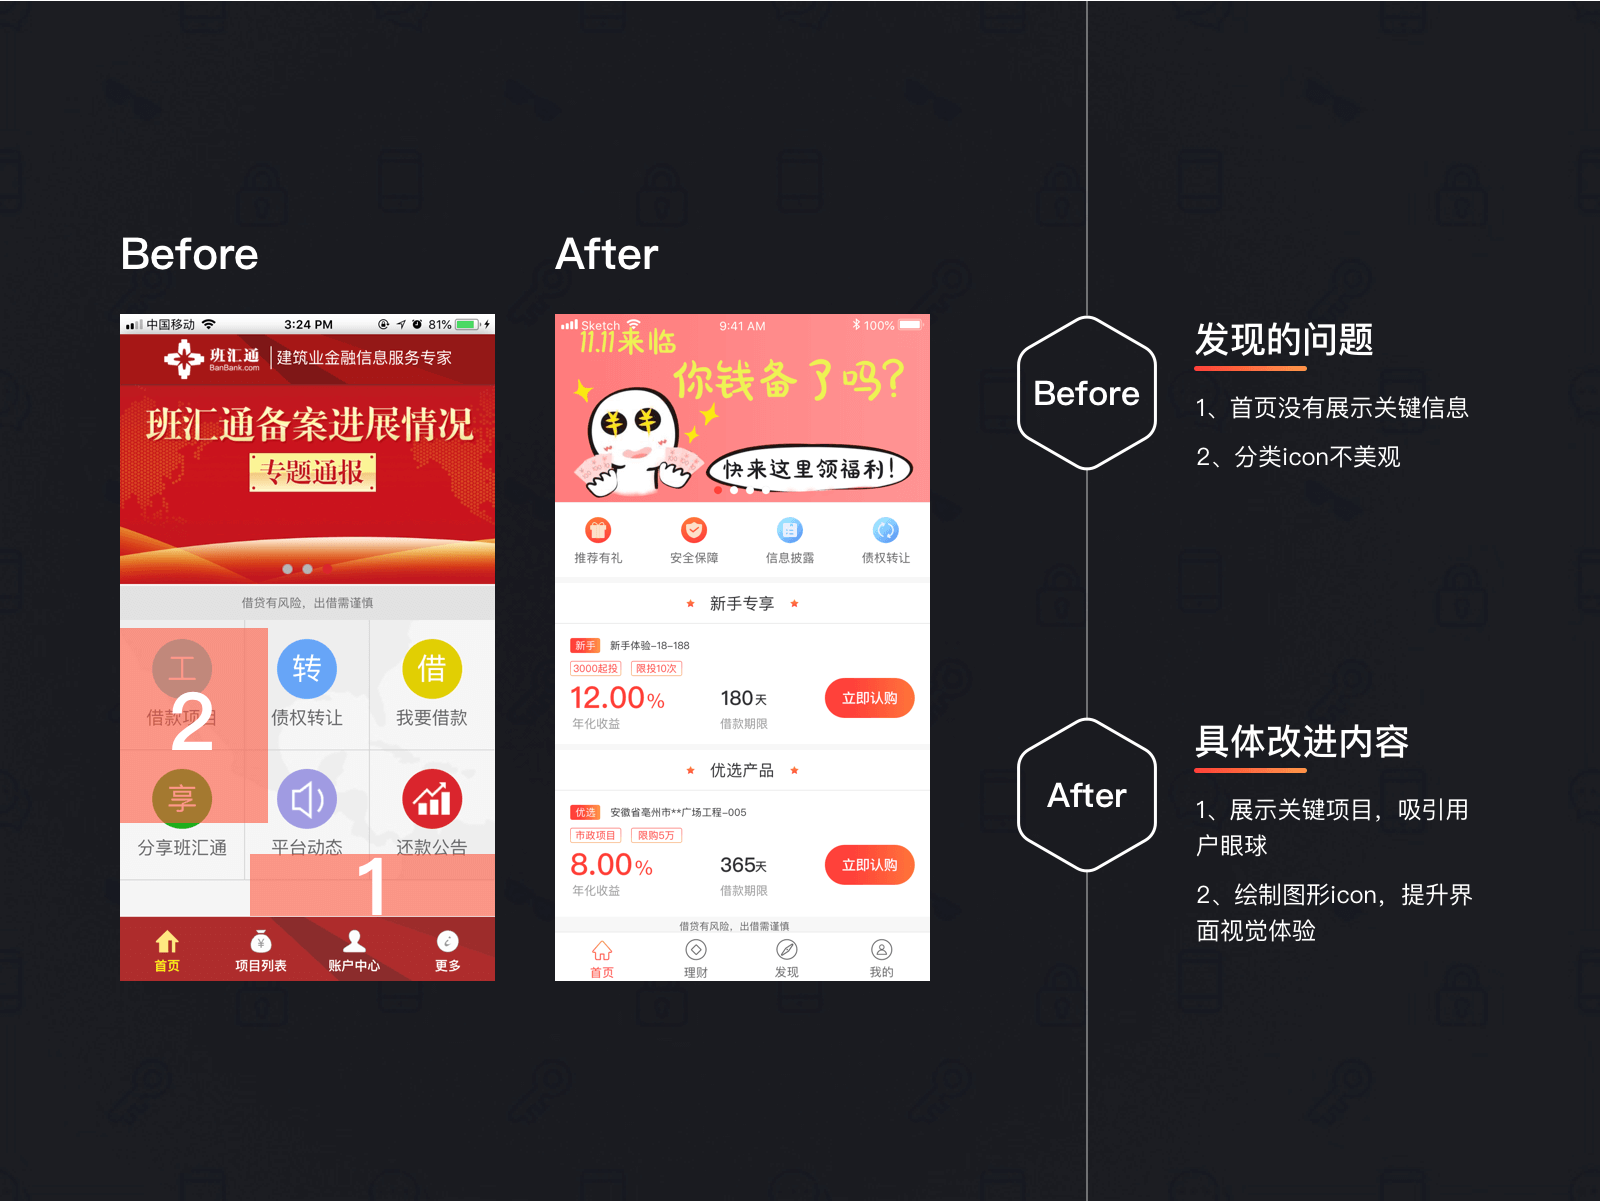 Before
After
中国移动
3:24 PM
81%
班汇通
BanBank.com
建筑业金融信息服务专家
班汇通备案进展情况
专题通报
借贷有风险，出借需谨慎
工
转
借
借款项目
债权转让
我要借款
2
享
分享班汇通
平台动态
还款公告
1
首页
项目列表
账户中心
更多
Sketch
9:41 AM
100%
11.11来临
你钱备了吗?
快来这里领福利!
推荐有礼
安全保障
信息披露
债权转让
新手专享
新手
新手体验-18-188
3000起投
限投10次
12.00%
180天
立即认购
年化收益
借款期限
优选产品
优选
安徽省亳州市**广场工程-005
市政项目
限购5万
8.00%
365天
立即认购
年化收益
借款期限
借贷有风险，出借需谨慎
首页
理财
发现
我的
Before
发现的问题
1、首页没有展示关键信息
2、分类icon不美观
After
具体改进内容
1、展示关键项目，吸引用
户眼球
2、绘制图形icon，提升界
面视觉体验